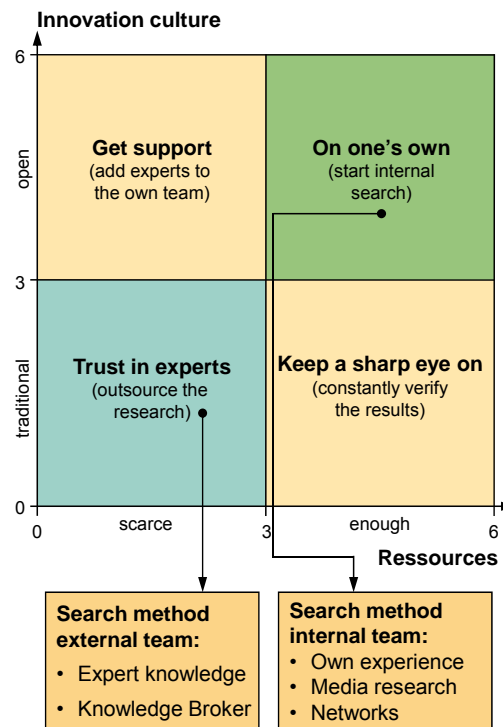 Innovation culture
6
open
Get support
(add experts to
the own team)
On one's own
(start internal
search)
3
traditional
Trust in experts
(outsource the
research)
Keep a sharp eye on
(constantly verify
the results)
0
0
scarce
3
enough
6
Ressources
Search method
external team:
• Expert knowledge
• Knowledge Broker
Search method
internal team:
• Own experience
• Media research
• Networks